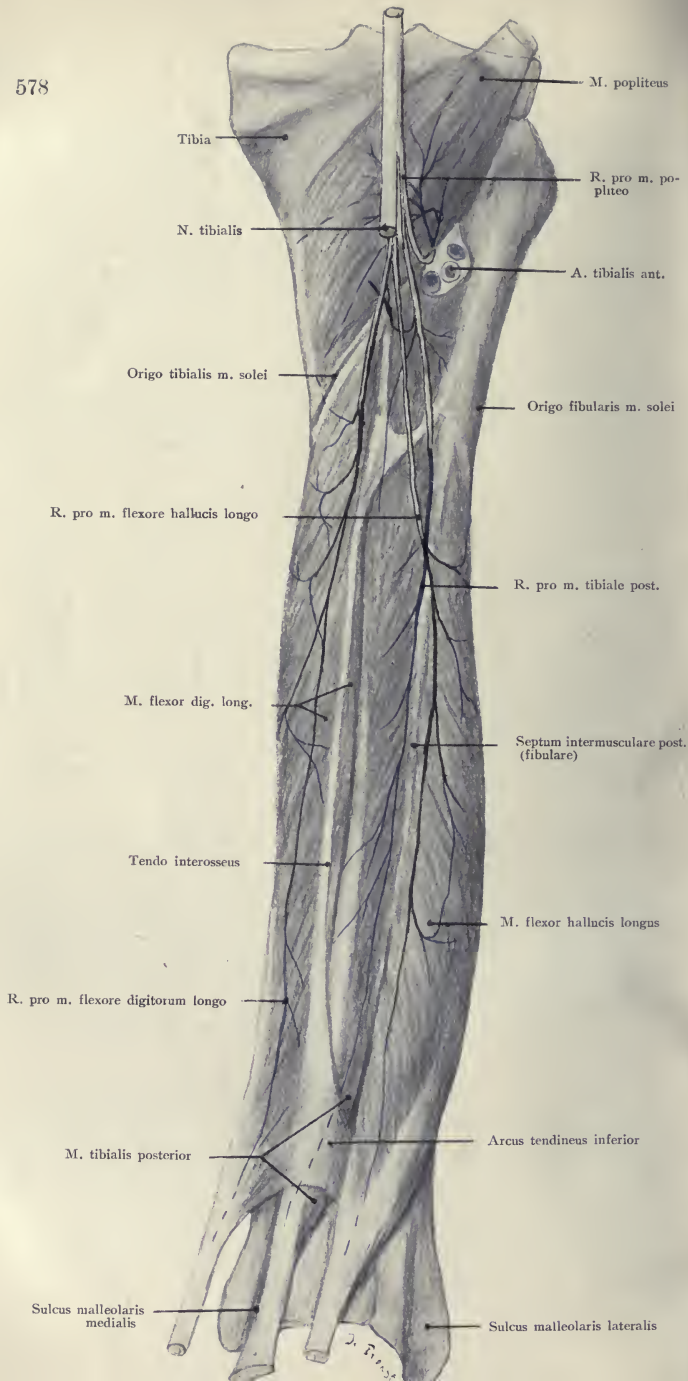 578
M. popliteus
Tibia
R. pro m. po-
pliteo
N. tibialis
A. tibialis ant.
Origo tibialis m. solei
Origo fibularis m. solei
R. pro m. flexore hallucis longo
R. pro m. tibiale post.
M. flexor dig. long.
Septum intermusculare post.
(fibulare)
Tendo interosseus
M. flexor hallucis longus
R. pro m. flexore digitorum longo
Arcus tendineus inferior
M. tibialis posterior
Sulcus malleolaris
medialis
Sulcus malleolaris lateralis